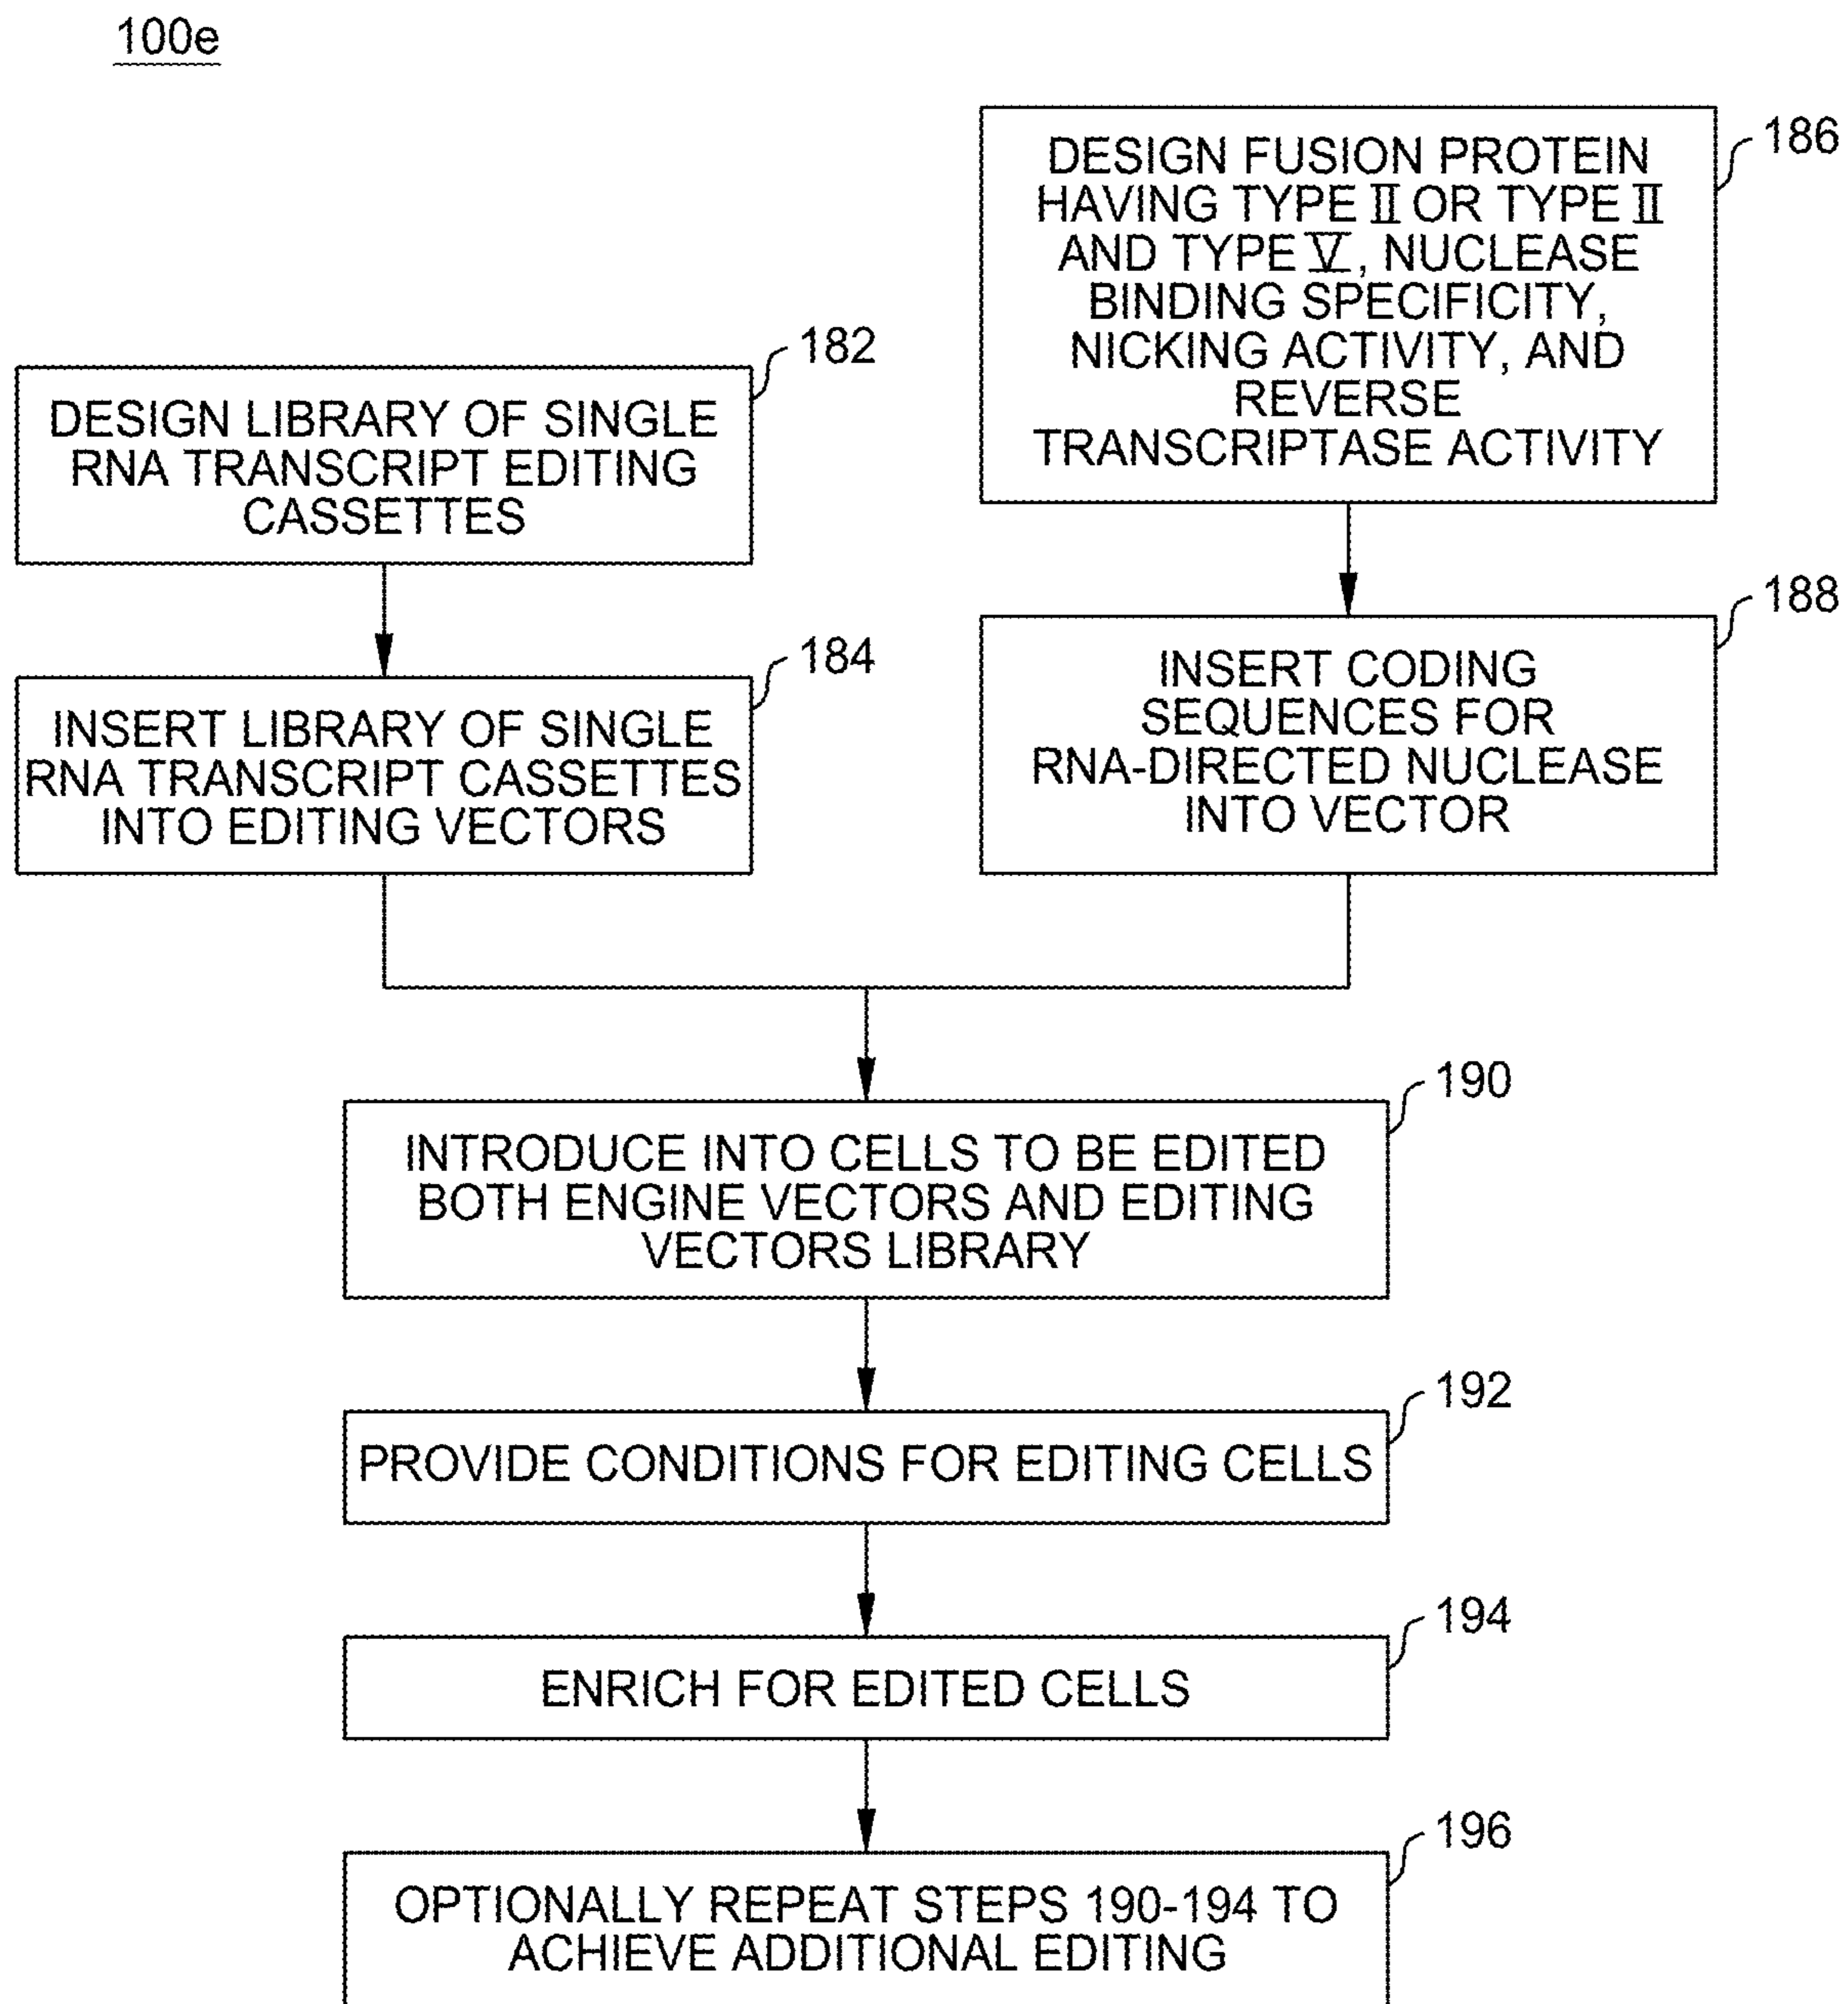 100e
DESIGN FUSION PROTEIN
HAVING TYPE II OR TYPE II
AND TYPE V, NUCLEASE
BINDING SPECIFICITY,
NICKING ACTIVITY, AND
REVERSE
TRANSCRIPTASE ACTIVITY
186
DESIGN LIBRARY OF SINGLE
RNA TRANSCRIPT EDITING
CASSETTES
182
INSERT LIBRARY OF SINGLE
RNA TRANSCRIPT CASSETTES
INTO EDITING VECTORS
184
INSERT CODING
SEQUENCES FOR
RNA-DIRECTED NUCLEASE
INTO VECTOR
188
INTRODUCE INTO CELLS TO BE EDITED
BOTH ENGINE VECTORS AND EDITING
VECTORS LIBRARY
190
PROVIDE CONDITIONS FOR EDITING CELLS
192
ENRICH FOR EDITED CELLS
194
OPTIONALLY REPEAT STEPS 190-194 TO
ACHIEVE ADDITIONAL EDITING
196